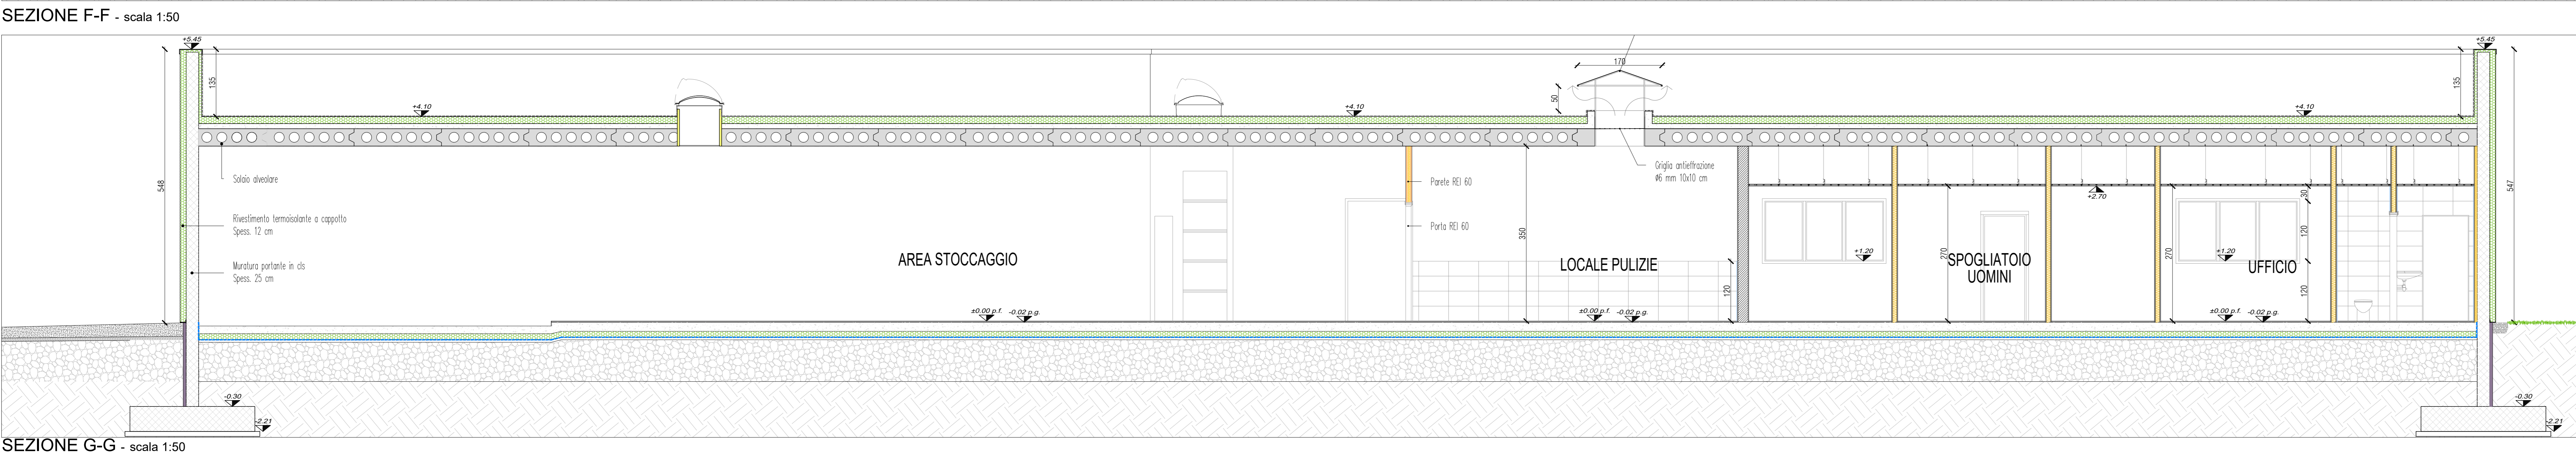 SEZIONE F-F - scala 1:50
+5.45
+5.45
170
135
135
50
+4.10
+4.10
+4.10
Solaio alveolare
Griglia antieffrazione
ø6 mm 10x10 cm
Parete REI 60
548
547
30
+2.70
Rivestimento termoisolante a cappotto
Spess. 12 cm
Porta REI 60
350
AREA STOCCAGGIO
LOCALE PULIZIE
270
SPOGLIATOIO
UOMINI
270
UFFICIO
120
+1.20
+1.20
Muratura portante in cls
Spess. 25 cm
120
120
±0.00 p.f.
-0.02 p.g.
±0.00 p.f.
-0.02 p.g.
±0.00 p.f.
-0.02 p.g.
-0.30
-0.30
-2.21
-2.21
SEZIONE G-G - scala 1:50